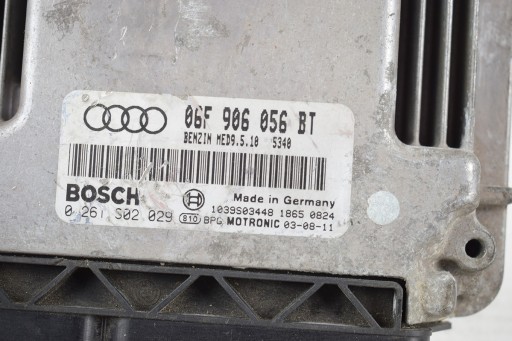 06F 906 056 BT
BENZIN MED9.5.10 5340
BOSCH
Made in Germany
0 261 S02 029
1039S03448 1865 0824
810 BPG MOTRONIC 03-08-11